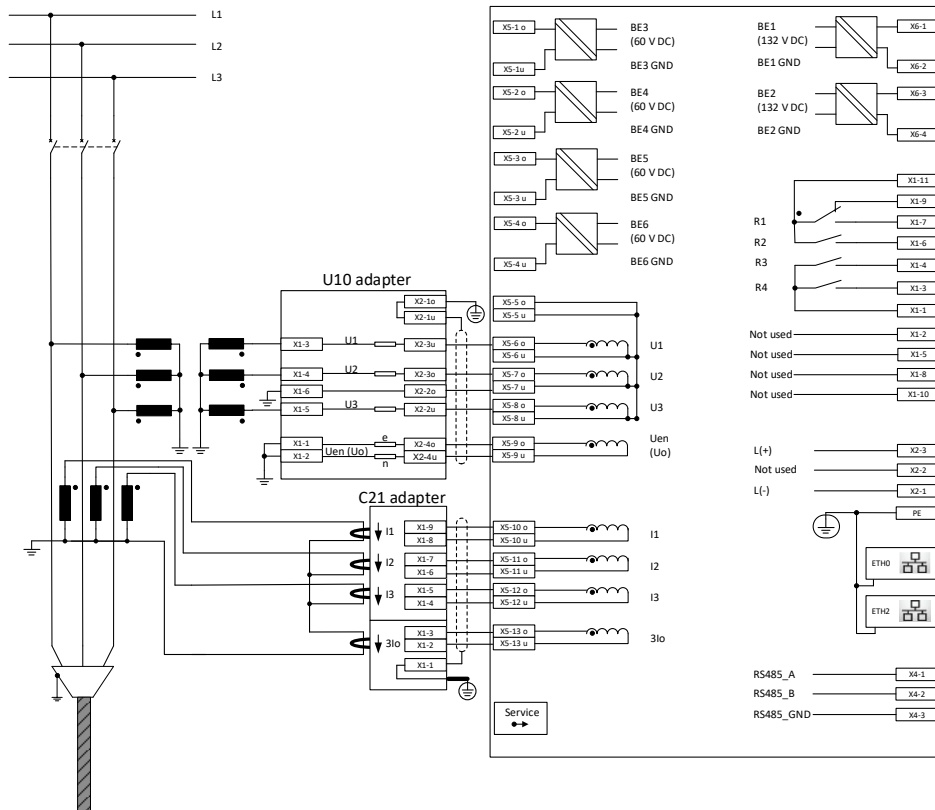 L1
L2
L3
X5-1 o
BE3
(60 V DC)
X5-1u
BE3 GND
X5-2 o
BE4
(60 V DC)
X5-2 u
BE4 GND
X5-3 o
BE5
(60 V DC)
X5-3 u
BE5 GND
X5-4 o
BE6
(60 V DC)
X5-4 u
BE6 GND
BE1
(132 V DC)
X6-1
BE1 GND
X6-2
BE2
(132 V DC)
X6-3
BE2 GND
X6-4
X1-11
X1-9
R1
X1-7
R2
X1-6
R3
X1-4
R4
X1-3
X1-1
Not used
X1-2
Not used
X1-5
Not used
X1-8
Not used
X1-10
U10 adapter
X2-1o
X2-1u
X1-3
U1
X2-3u
X1-4
U2
X2-3o
X1-6
X2-2o
X1-5
U3
X2-2u
X1-1
e
X2-4o
X1-2
Uen (Uo)
n
X2-4u
X5-5 o
X5-5 u
X5-6 o
X5-6 u
U1
X5-7 o
X5-7 u
U2
X5-8 o
X5-8 u
U3
X5-9 o
X5-9 u
Uen
(Uo)
L(+)
X2-3
Not used
X2-2
L(-)
X2-1
PE
ETH0
ETH2
C21 adapter
I1
X1-9
X1-8
I2
X1-7
X1-6
I3
X1-5
X1-4
3Io
X1-3
X1-2
X1-1
X5-10 o
X5-10 u
I1
X5-11 o
X5-11 u
I2
X5-12 o
X5-12 u
I3
X5-13 o
X5-13 u
3Io
Service
RS485_A
X4-1
RS485_B
X4-2
RS485_GND
X4-3